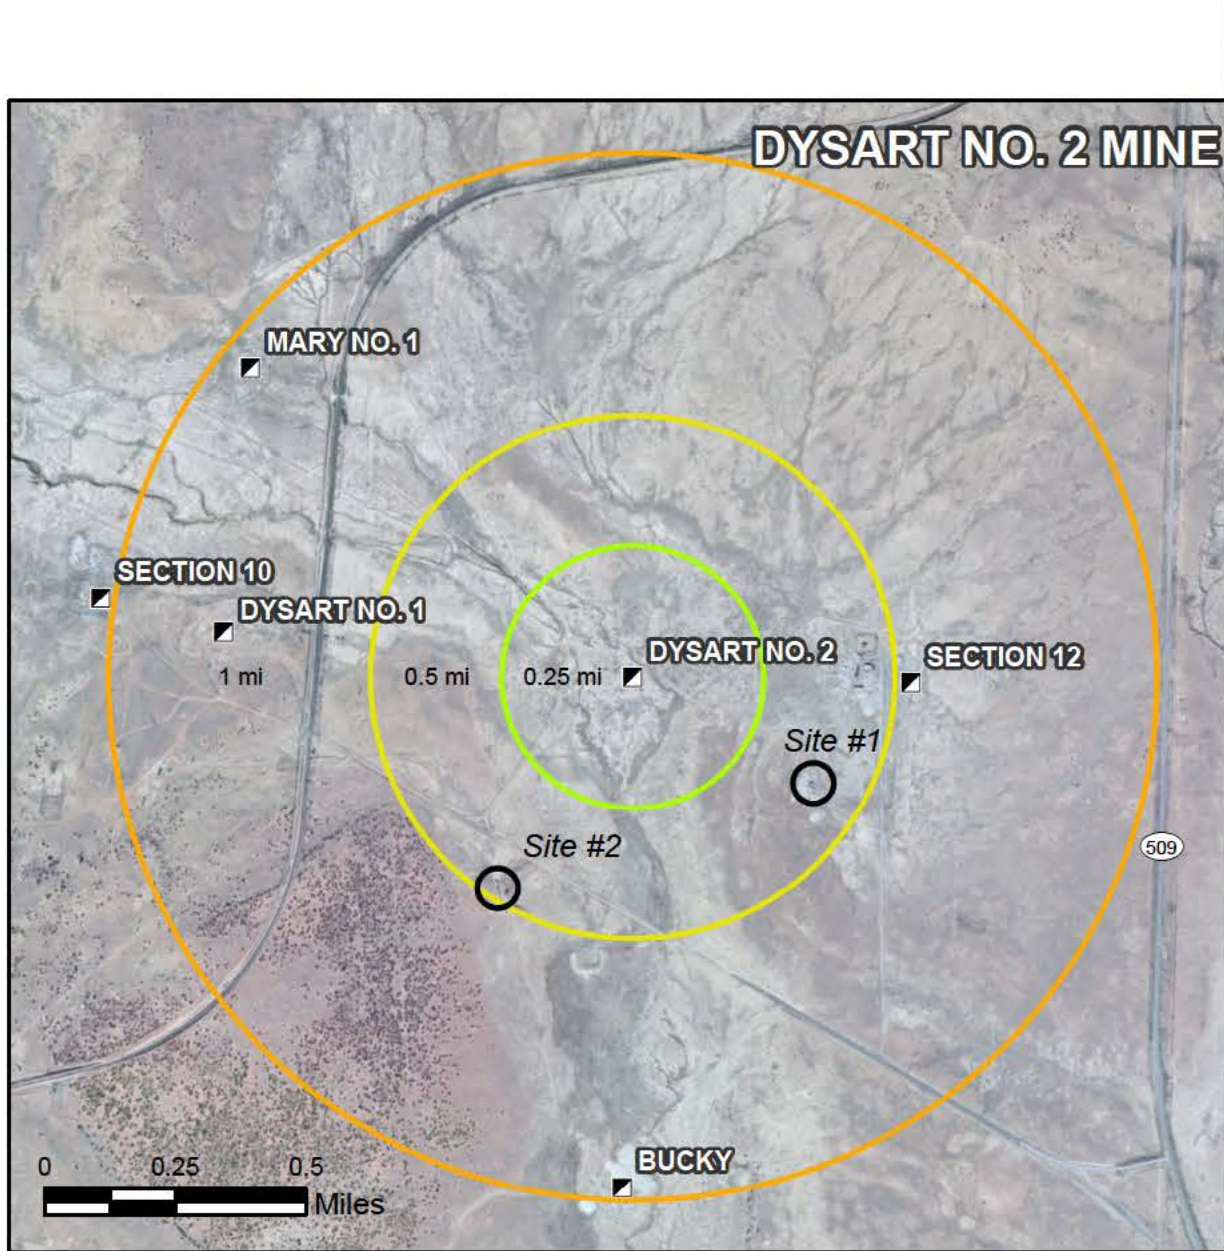 DYSART NO. 2 MINE
MARY NO. 1
SECTION 10
DYSART NO. 1
DYSART NO. 2
SECTION 12
1 mi
0.5 mi
0.25 mi
Site #1
Site #2
509
BUCKY
0 0.25 0.5
Miles